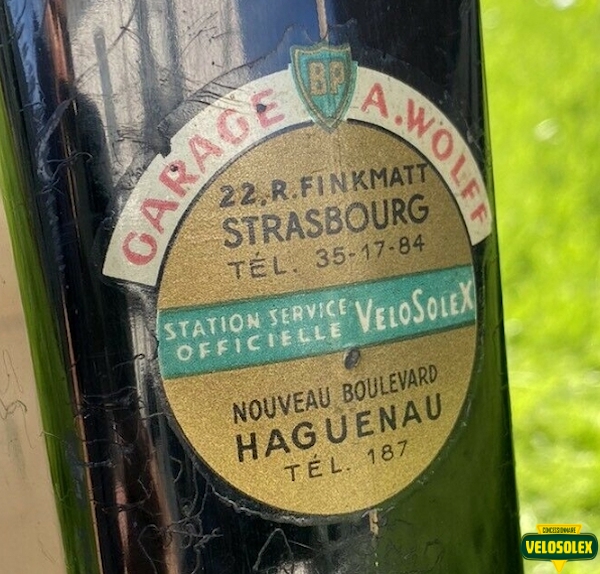 BP
GARAGE A. WOLFF
22, R. FINKMATT
STRASBOURG
TÉL. 35-17-84
STATION SERVICE
OFFICIELLE VELOSOLEX
NOUVEAU BOULEVARD
HAGUENAU
TÉL. 187
CONCESSIONNAIRE
VELOSOLEX